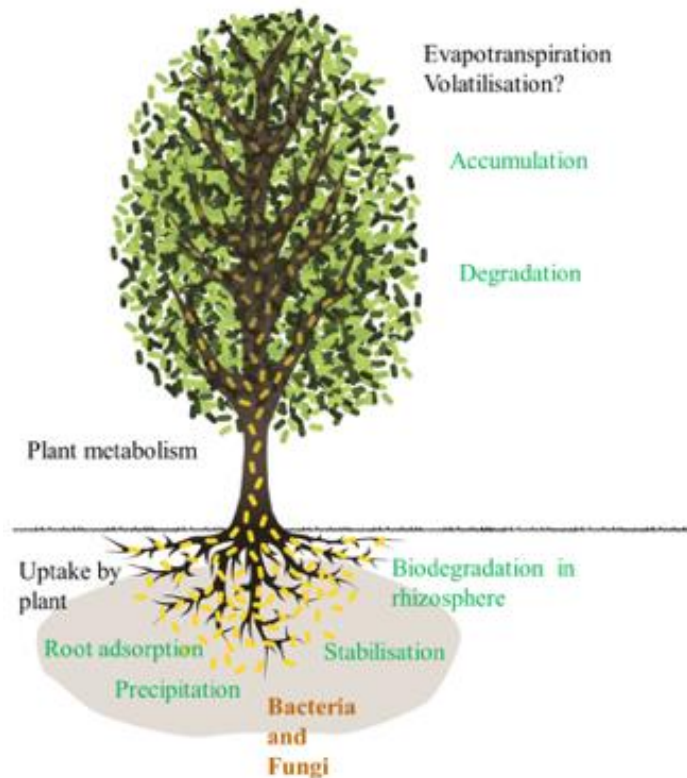 Evapotranspiration
Volatilisation?
Accumulation
Degradation
Plant metabolism
Uptake by
plant
Biodegradation in
rhizosphere
Root adsorption
Stabilisation
Precipitation
Bacteria
and
Fungi